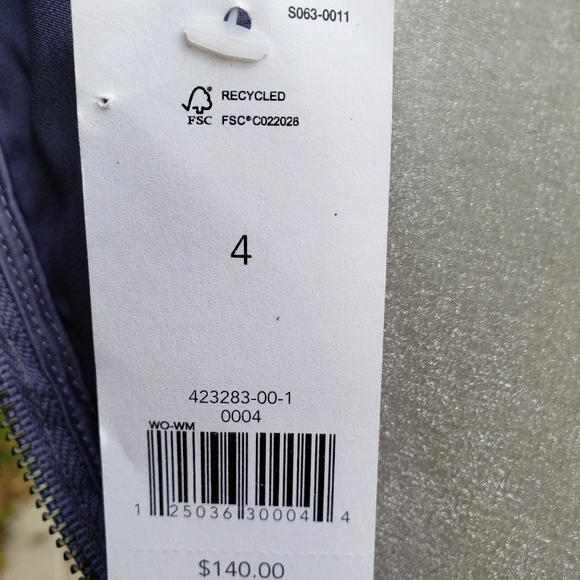 S063-0011
RECYCLED
FSC FSC®C022028
4
423283-00-1
0004
WO-WM
1 25036 30004 4
$140.00